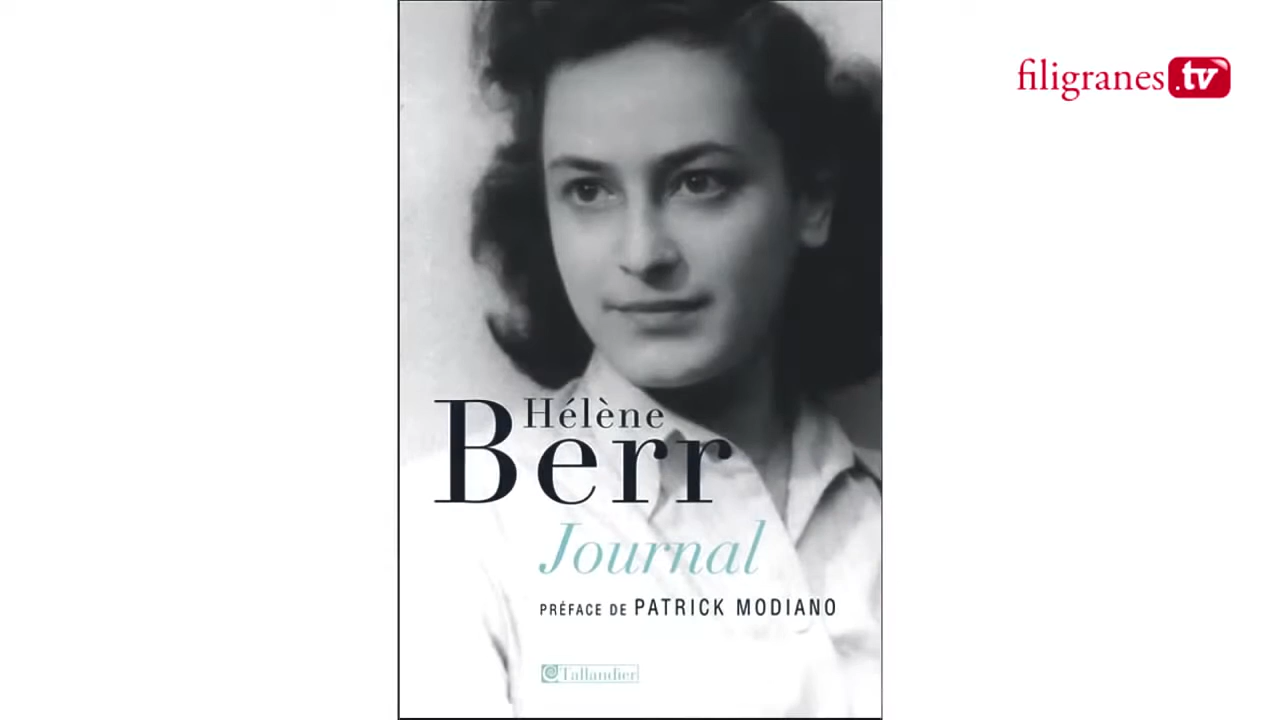 filigranes.tv
Hélène
Berr
Journal
PRÉFACE DE PATRICK MODIANO
Tallandier